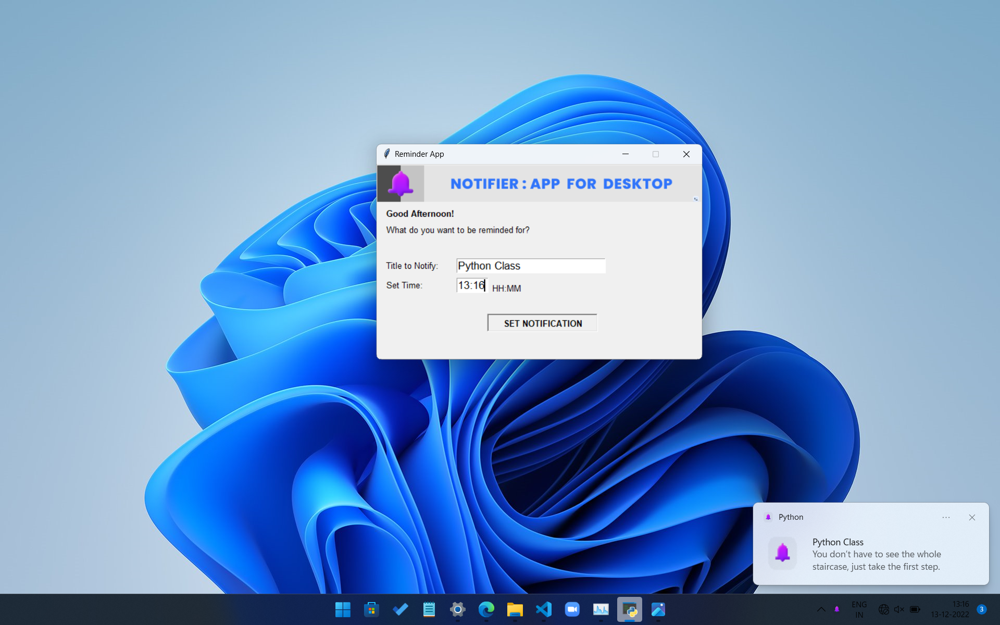 Reminder App
NOTIFIER : APP FOR DESKTOP
Good Afternoon!
What do you want to be reminded for?
Title to Notify: Python Class
Set Time: 13:16 HH:MM
SET NOTIFICATION
Python
Python Class
You don't have to see the whole
staircase, just take the first step.
ENG
IN
13:16
13-12-2022
3